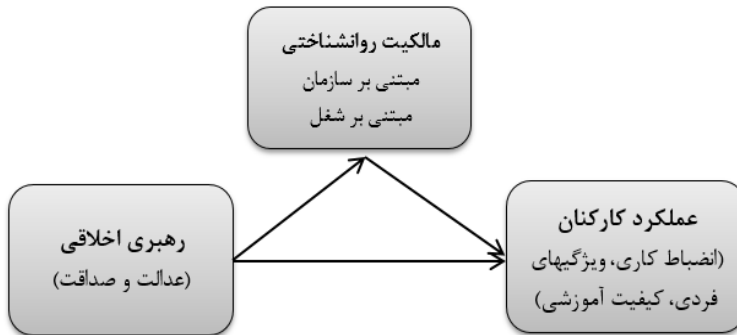 مالکیت روانشناختی
مبتنی بر سازمان
مبتنی بر شغل
رهبری اخلاقی
(عدالت و صداقت)
عملکرد کارکنان
(انضباط کاری، ویژگیهای
فردی، کیفیت آموزشی)